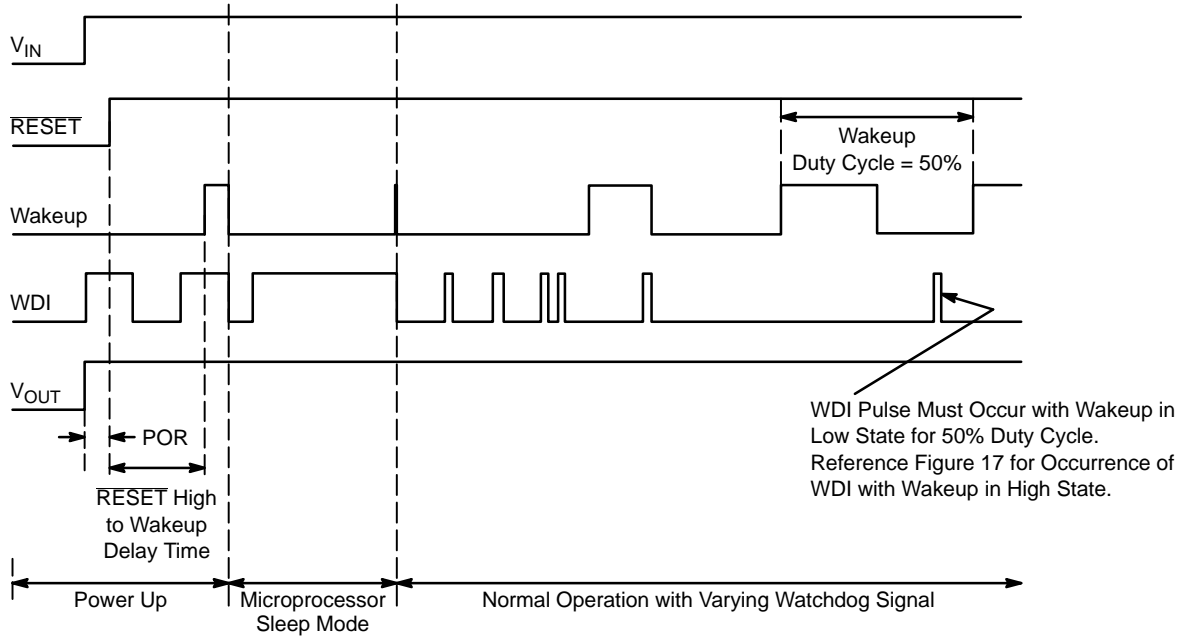 VIN
RESET
Wakeup
Duty Cycle = 50%
Wakeup
WDI
VOUT
POR
WDI Pulse Must Occur with Wakeup in
Low State for 50% Duty Cycle.
Reference Figure 17 for Occurrence of
WDI with Wakeup in High State.
RESET High
to Wakeup
Delay Time
Power Up
Microprocessor
Sleep Mode
Normal Operation with Varying Watchdog Signal